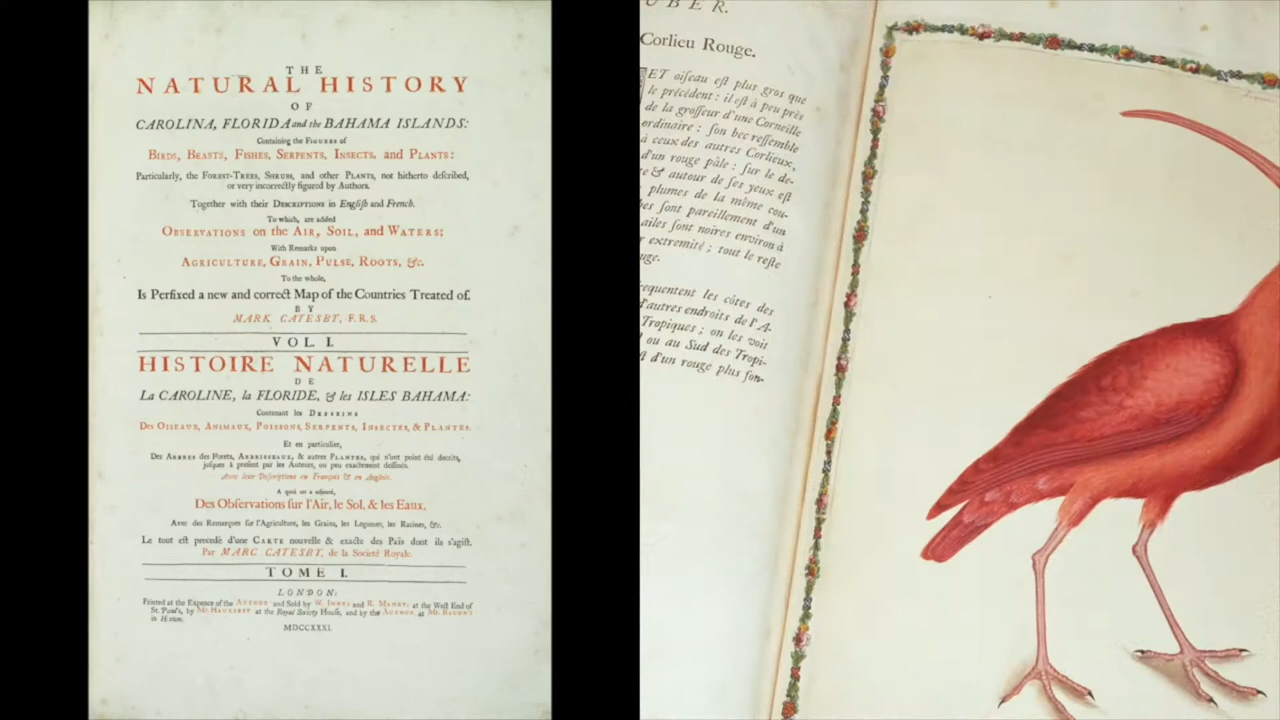 THE
NATURAL HISTORY
OF
CAROLINA, FLORIDA and the BAHAMA ISLANDS:
Containing the FIGURES of
BIRDS, BEASTS, FISHES, SERPENTS, INSECTS, and PLANTS:
Particularly, the FOREST-TREES, SHRUBS, and other PLANTS, not hitherto deſcribed,
or very incorrectly figured by Authors.
Together with their DESCRIPTIONS in Engliſh and French.
To which, are added
OBSERVATIONS on the AIR, SOIL, and WATERS:
With Remarks upon
AGRICULTURE, GRAIN, PULSE, ROOTS, &c.
To the whole,
Is Perfixed a new and correct Map of the Countries Treated of.
BY
MARK CATESBY, F.R.S.
VOL. I.
HISTOIRE NATURELLE
DE
La CAROLINE, la FLORIDE, & les ISLES BAHAMA:
Contenant les DESSEINS
Des OISEAUX, ANIMAUX, POISSONS, SERPENTS, INSECTES, & PLANTES.
Et en particulier,
Des ARBRES des Forets, ARBRISSEAUX, & autres PLANTES, qui n'ont point été decrits,
juſques à preſent par les Auteurs, ou peu exactement deſſinés.
Avec leur Deſcriptions en François & en Anglois.
A quoi on a adjouté,
Des Obſervations ſur l'Air, le Sol, & les Eaux,
Avec des Remarques ſur l'Agriculture, les Grains, les Legumes, les Racines, &c.
Le tout eſt precedè d'une CARTE nouvelle & exacte des Païs dont ils s'agiſt.
Par MARC CATESBY, de la Societé Royale.
TOME I.
LONDON:
Printed at the Expence of the AUTHOR and Sold by W. INNYS and R. MANBY, at the Weſt End of
St. Paul's, by Mr. HAUKSBEE at the Royal Society Houſe, and by the AUTHOR at Mr. BACON'S
in Hoxton.
MDCCXXXI.
UBER.
Corlieu Rouge.
ET oiſeau eſt plus gros que
le précédent: il eſt à peu près
de la groſſeur d'une Corneille
ordinaire: ſon bec reſſemble
à ceux des autres Corlieux,
d'un rouge pâle: ſur le de-
& autour de ſes yeux eſt
plumes de la mème cou-
ſont pareillement d'un
ailes ſont noires environ à
extremité; tout le reſte
uge.
requentent les côtes des
d'autres endroits de l'A-
Tropiques; on les voit
ou au Sud des Tropi-
d'un rouge plus fon-